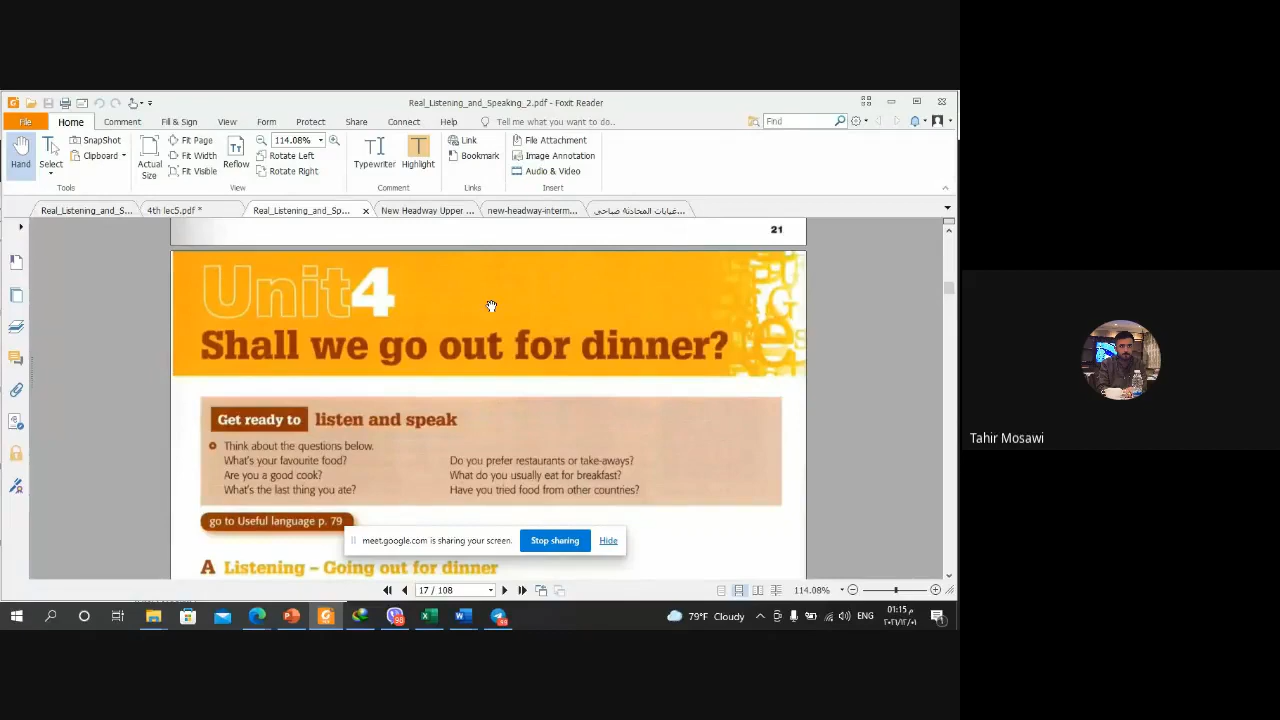 Real_Listening_and_Speaking_2.pdf - Foxit Reader
File Home Comment Fill & Sign View Form Protect Share Connect Help Tell me what you want to do... Find
Hand
Select
SnapShot
Clipboard
Tools
Actual Size
Fit Page
Fit Width
Fit Visible
Reflow
114.08%
Rotate Left
Rotate Right
View
Typewriter
Highlight
Comment
Link
Bookmark
Links
File Attachment
Image Annotation
Audio & Video
Insert
Real_Listening_and_S... 4th lec5.pdf * Real_Listening_and_Sp... New Headway Upper ... new-headway-interm... غيابات المحادثة صباحي...
21
Unit4
Shall we go out for dinner?
Get ready to listen and speak
Think about the questions below.
What's your favourite food?
Are you a good cook?
What's the last thing you ate?
Do you prefer restaurants or take-aways?
What do you usually eat for breakfast?
Have you tried food from other countries?
go to Useful language p. 79
meet.google.com is sharing your screen. Stop sharing Hide
A Listening – Going out for dinner
17 / 108 114.08%
79°F Cloudy ENG
م 01:15
٢٠٢١/١٢/٠١
Tahir Mosawi